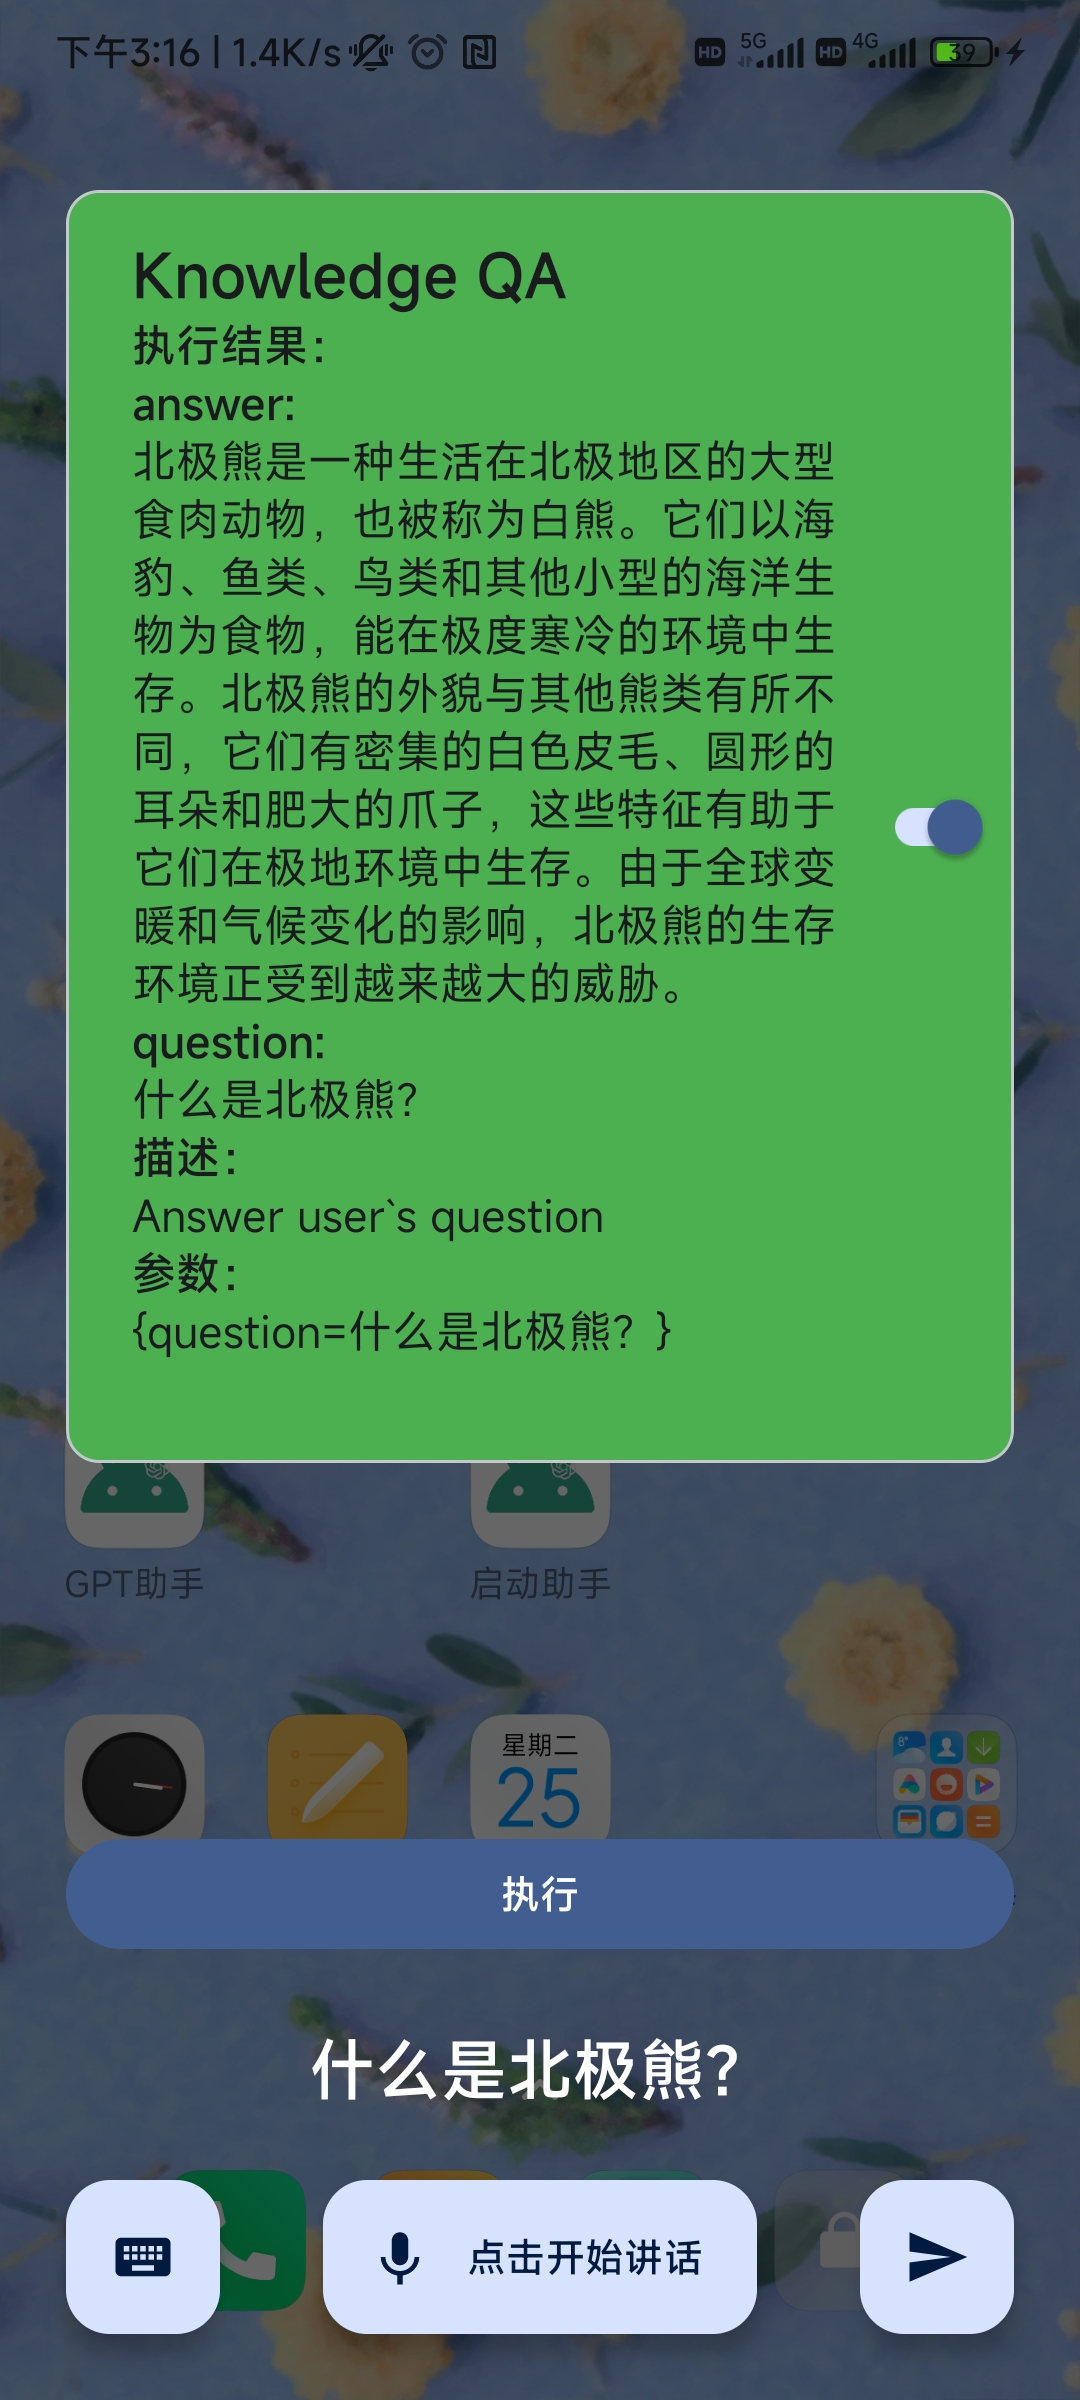 下午3:16 | 1.4K/s
HD 5G HD 4G 39
Knowledge QA
执行结果：
answer:
北极熊是一种生活在北极地区的大型
食肉动物，也被称为白熊。它们以海
豹、鱼类、鸟类和其他小型的海洋生
物为食物，能在极度寒冷的环境中生
存。北极熊的外貌与其他熊类有所不
同，它们有密集的白色皮毛、圆形的
耳朵和肥大的爪子，这些特征有助于
它们在极地环境中生存。由于全球变
暖和气候变化的影响，北极熊的生存
环境正受到越来越大的威胁。
question:
什么是北极熊?
描述：
Answer user`s question
参数：
{question=什么是北极熊？}
GPT助手
启动助手
星期二
25
8°
执行
什么是北极熊?
点击开始讲话